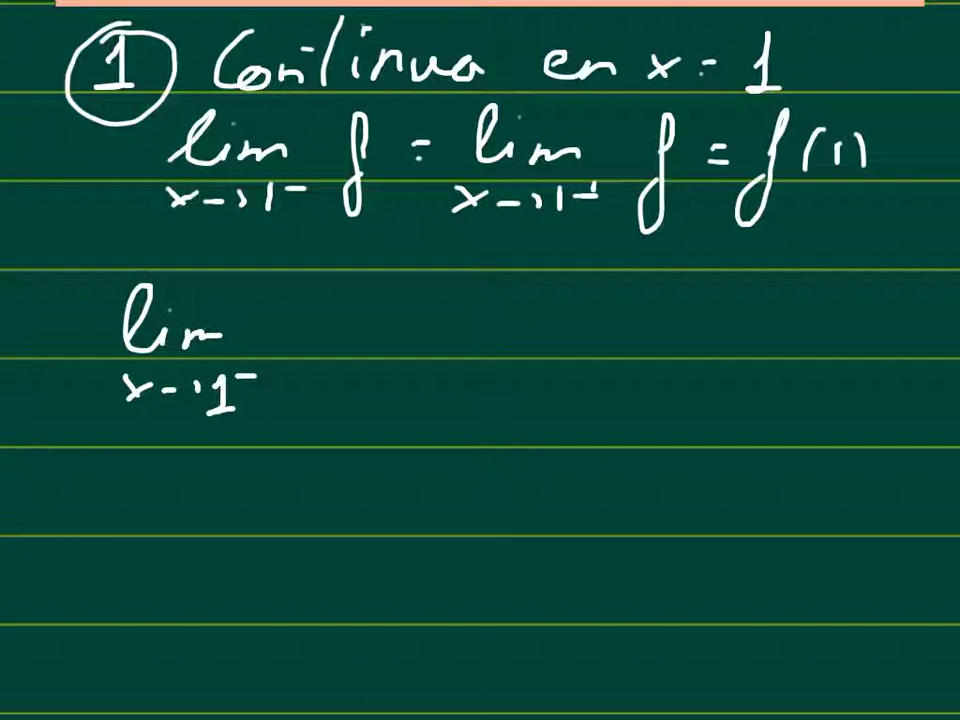 1 Continua en x = 1
lim f = lim f = f(1)
x→1⁻ x→1⁺
lim
x→1⁻